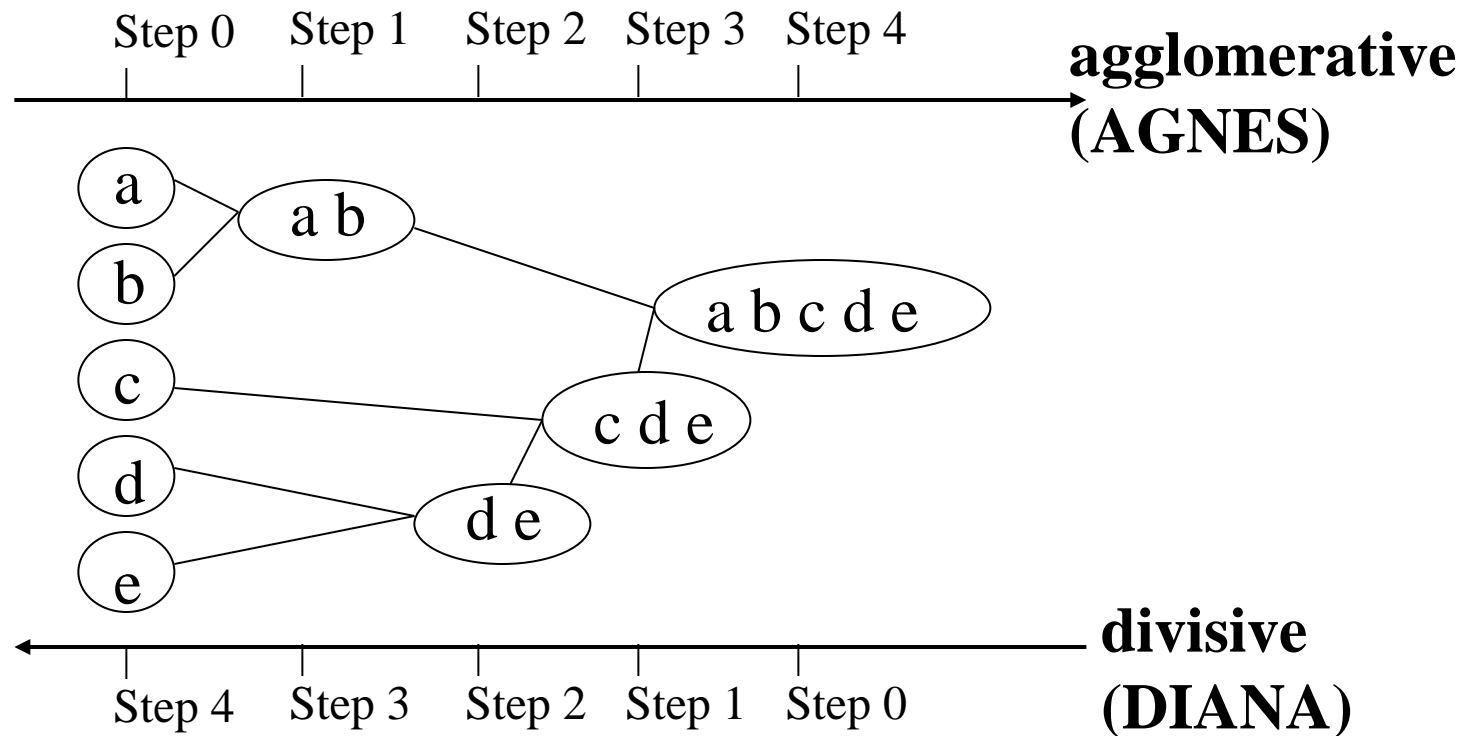 Step 0 Step 1 Step 2 Step 3 Step 4
agglomerative
(AGNES)
a
a b
b
a b c d e
c
c d e
d
d e
e
divisive
(DIANA)
Step 4 Step 3 Step 2 Step 1 Step 0